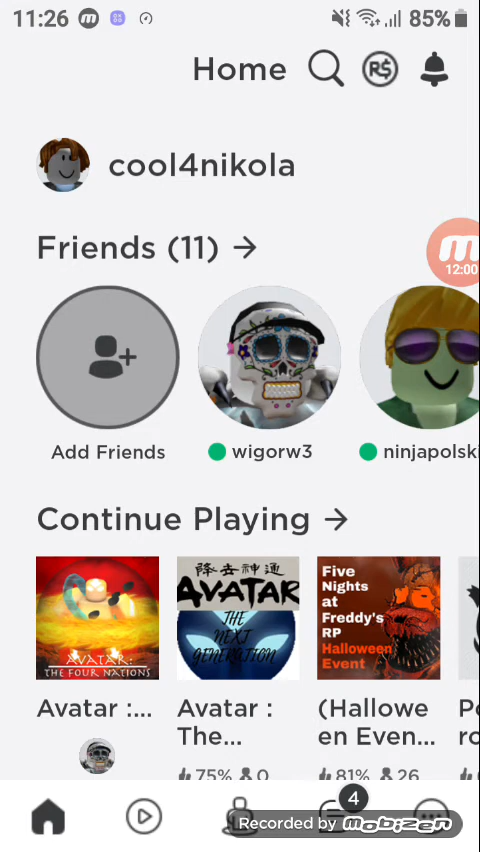 11:26
85%
Home
R$
cool4nikola
Friends (11) →
12:00
Add Friends
wigorw3
ninjapolski
Continue Playing →
AVATAR:
THE FOUR NATIONS
降去神通
AVATAR
THE
NEXT
GENERATION
Five
Nights
at
Freddy's
RP
Halloween
Event
Avatar :...
Avatar :
The...
(Hallowe
en Even...
75% 0
81% 26
4
Recorded by mobizen